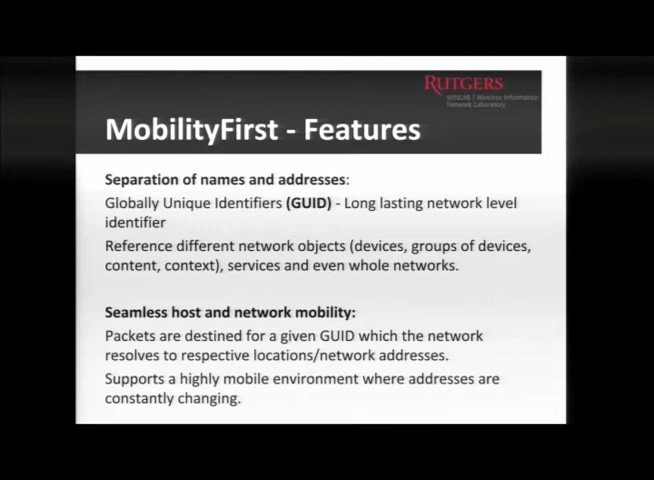 RUTGERS
WINLAB | Wireless Information
Network Laboratory
MobilityFirst - Features
Separation of names and addresses:
Globally Unique Identifiers (GUID) - Long lasting network level
identifier
Reference different network objects (devices, groups of devices,
content, context), services and even whole networks.
Seamless host and network mobility:
Packets are destined for a given GUID which the network
resolves to respective locations/network addresses.
Supports a highly mobile environment where addresses are
constantly changing.